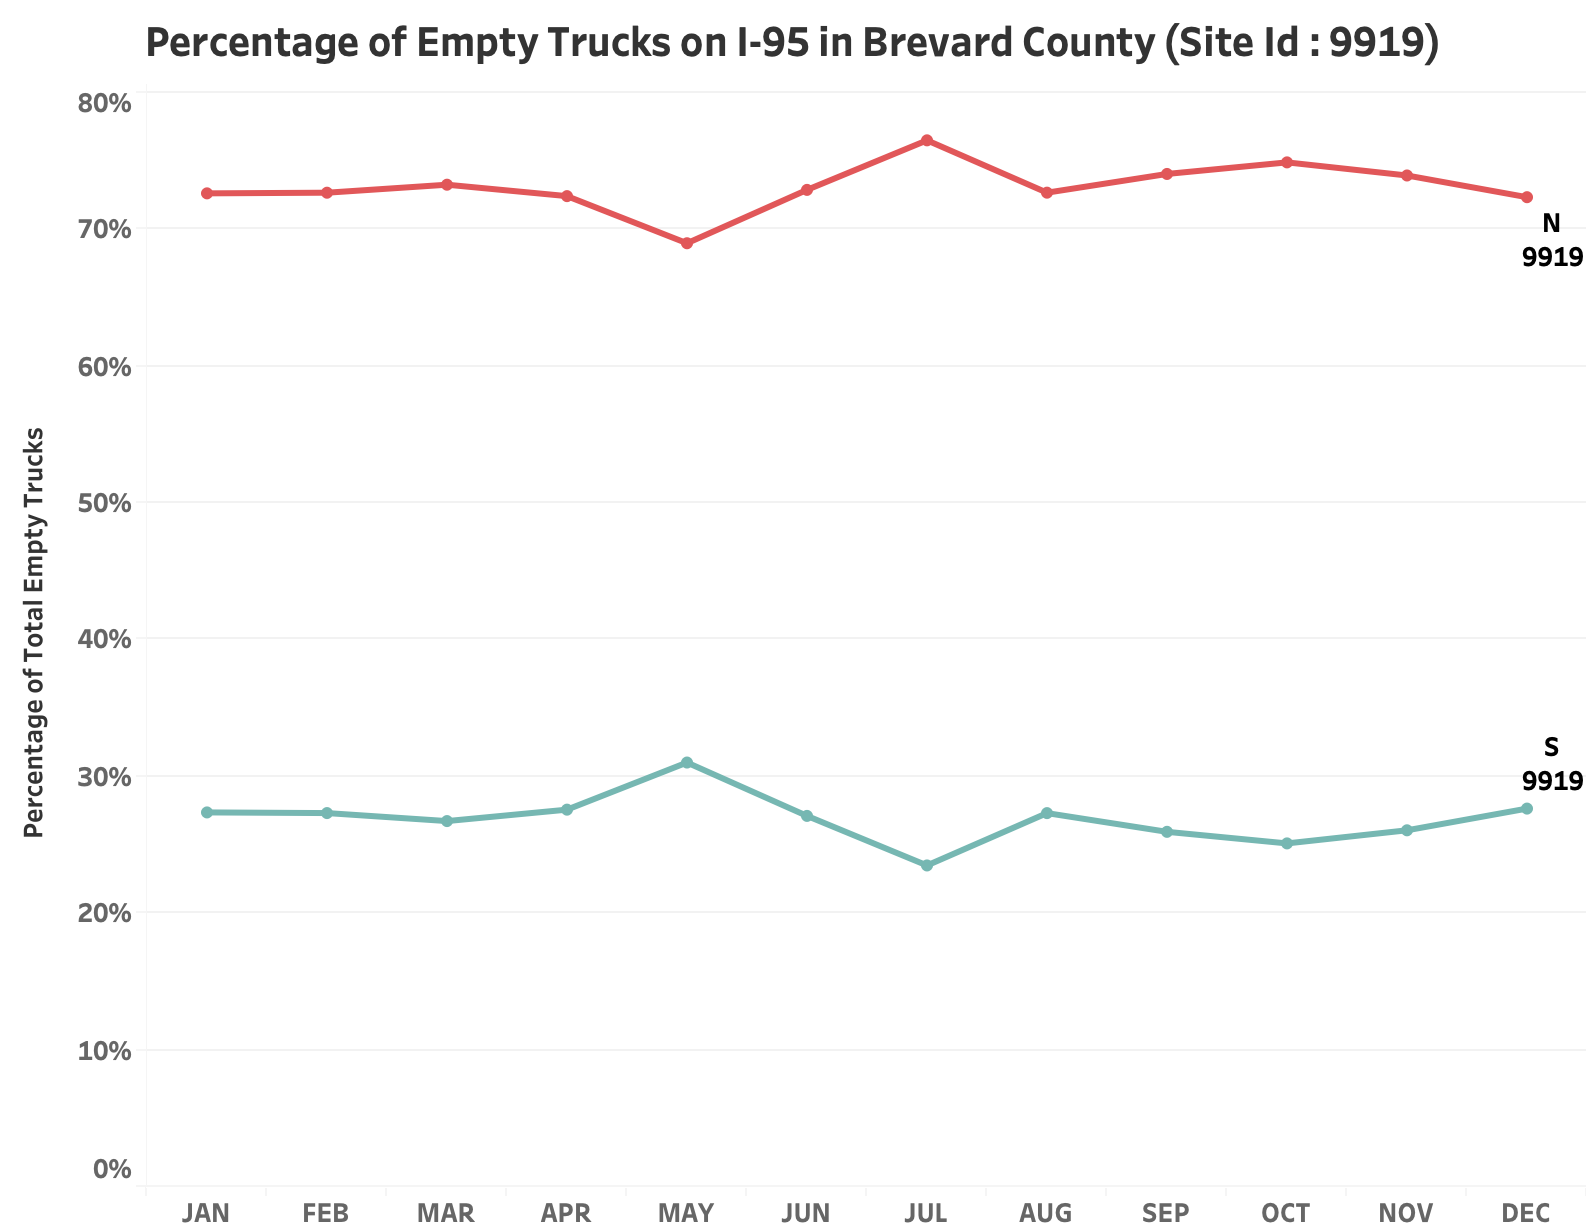 Percentage of Empty Trucks on I-95 in Brevard County (Site Id : 9919)
80%
70%
60%
50%
40%
30%
20%
10%
0%
Percentage of Total Empty Trucks
N
9919
S
9919
JAN FEB MAR APR MAY JUN JUL AUG SEP OCT NOV DEC